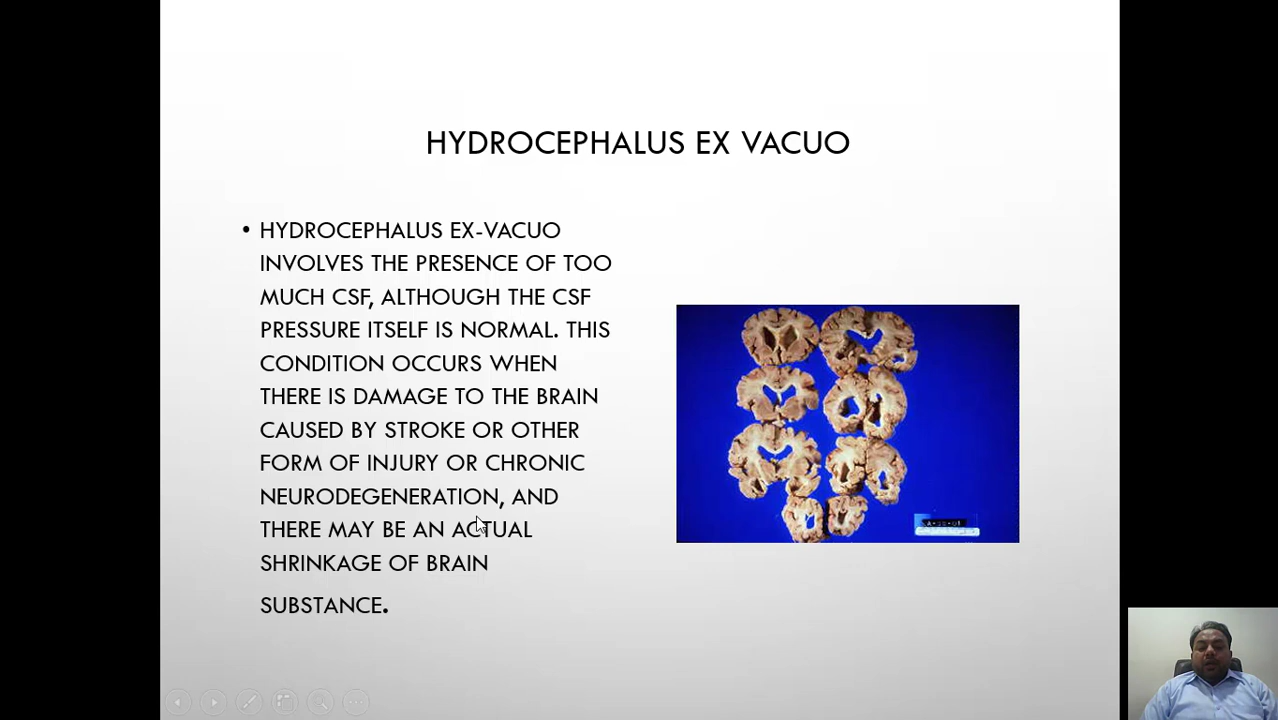 HYDROCEPHALUS EX VACUO
• HYDROCEPHALUS EX-VACUO
INVOLVES THE PRESENCE OF TOO
MUCH CSF, ALTHOUGH THE CSF
PRESSURE ITSELF IS NORMAL. THIS
CONDITION OCCURS WHEN
THERE IS DAMAGE TO THE BRAIN
CAUSED BY STROKE OR OTHER
FORM OF INJURY OR CHRONIC
NEURODEGENERATION, AND
THERE MAY BE AN ACTUAL
SHRINKAGE OF BRAIN
SUBSTANCE.